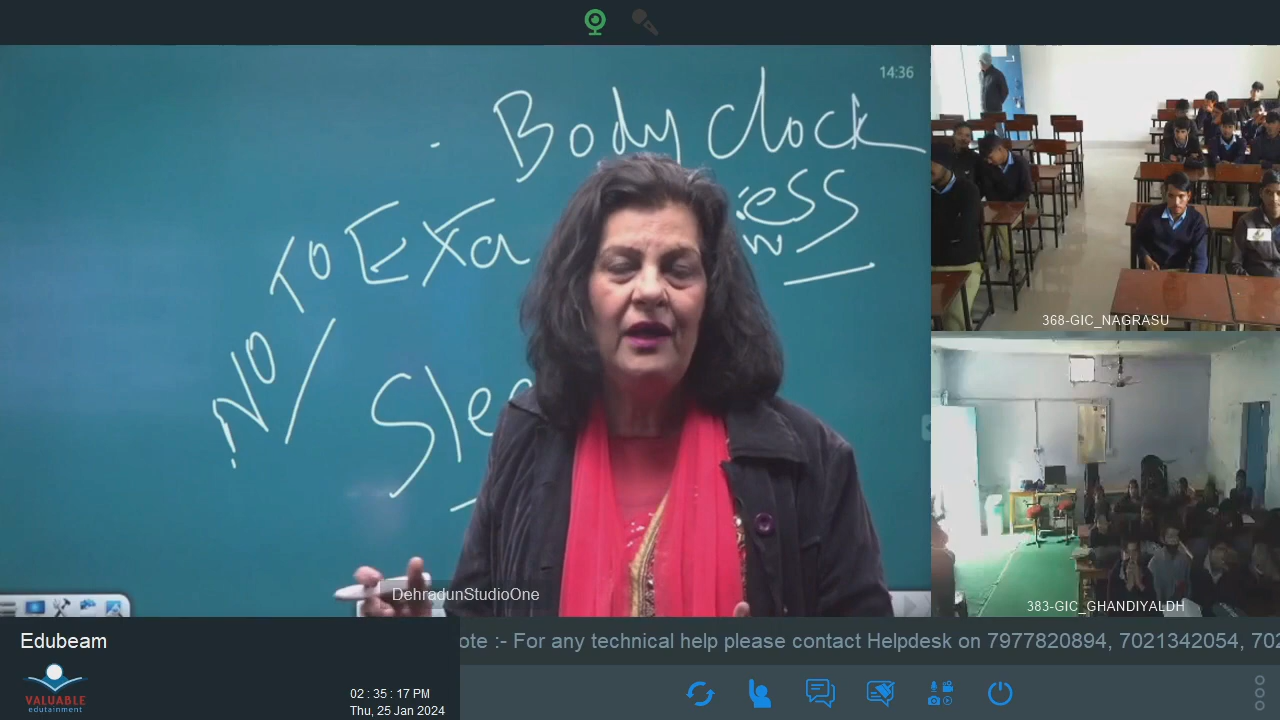 14:36
Body clock
TO Exa
ess
NO/
Slee
368-GIC_NAGRASU
383-GIC_GHANDIYALDH
DehradunStudioOne
Edubeam
ote :- For any technical help please contact Helpdesk on 7977820894, 7021342054, 702
VALUABLE
edutainment
02 : 35 : 17 PM
Thu, 25 Jan 2024